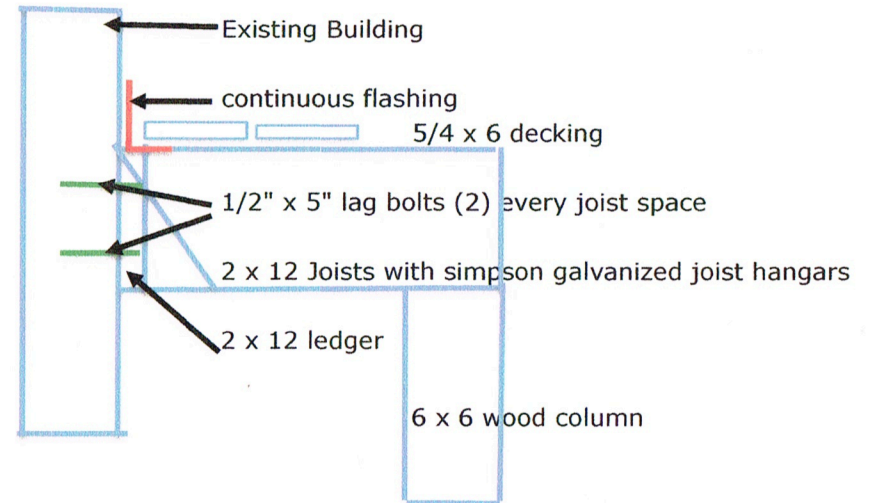 Existing Building
continuous flashing
5/4 x 6 decking
1/2" x 5" lag bolts (2) every joist space
2 x 12 Joists with simpson galvanized joist hangars
2 x 12 ledger
6 x 6 wood column